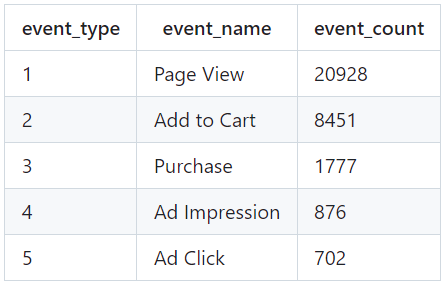 event_type event_name event_count
1 Page View 20928
2 Add to Cart 8451
3 Purchase 1777
4 Ad Impression 876
5 Ad Click 702